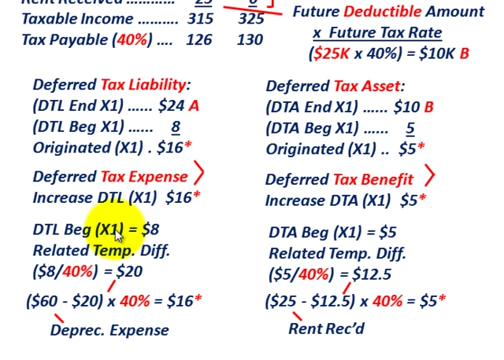 Rent Received ............ 25 0
Future Deductible Amount
Taxable Income .......... 315 325
x Future Tax Rate
Tax Payable (40%) .... 126 130
($25K x 40%) = $10K B
Deferred Tax Liability:
(DTL End X1) ...... $24 A
(DTL Beg X1) ...... 8
Originated (X1) . $16*
Deferred Tax Expense
Increase DTL (X1) $16*
DTL Beg (X1) = $8
Related Temp. Diff.
($8/40%) = $20
($60 - $20) x 40% = $16*
Deprec. Expense
Deferred Tax Asset:
(DTA End X1) ...... $10 B
(DTA Beg X1) ...... 5
Originated (X1) .. $5*
Deferred Tax Benefit
Increase DTA (X1) $5*
DTA Beg (X1) = $5
Related Temp. Diff.
($5/40%) = $12.5
($25 - $12.5) x 40% = $5*
Rent Rec'd